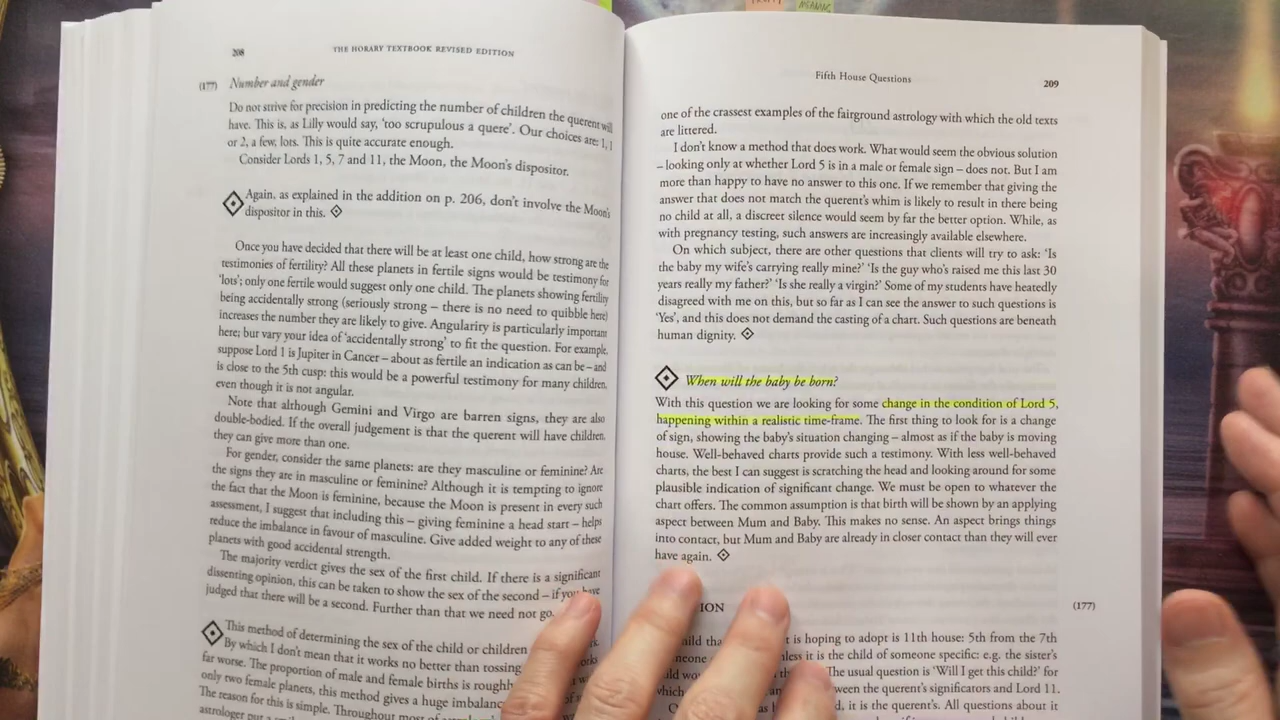 MEANING
208
THE HORARY TEXTBOOK REVISED EDITION
(177) Number and gender
Do not strive for precision in predicting the number of children the querent will
have. This is, as Lilly would say, 'too scrupulous a quere'. Our choices are: 1, 1
or 2, a few, lots. This is quite accurate enough.
Consider Lords 1, 5, 7 and 11, the Moon, the Moon's dispositor.
Again, as explained in the addition on p. 206, don't involve the Moon's
dispositor in this.
Once you have decided that there will be at least one child, how strong are the
testimonies of fertility? All these planets in fertile signs would be testimony for
'lots'; only one fertile would suggest only one child. The planets showing fertility
being accidentally strong (seriously strong – there is no need to quibble here)
increases the number they are likely to give. Angularity is particularly important
here; but vary your idea of 'accidentally strong' to fit the question. For example,
suppose Lord 1 is Jupiter in Cancer – about as fertile an indication as can be – and
is close to the 5th cusp: this would be a powerful testimony for many children,
even though it is not angular.
Note that although Gemini and Virgo are barren signs, they are also
double-bodied. If the overall judgement is that the querent will have children,
they can give more than one.
For gender, consider the same planets: are they masculine or feminine? Are
the signs they are in masculine or feminine? Although it is tempting to ignore
the fact that the Moon is feminine, because the Moon is present in every such
assessment, I suggest that including this – giving feminine a head start – helps
reduce the imbalance in favour of masculine. Give added weight to any of these
planets with good accidental strength.
The majority verdict gives the sex of the first child. If there is a significant
dissenting opinion, this can be taken to show the sex of the second – if you have
judged that there will be a second. Further than that we need not go.
This method of determining the sex of the child or children
By which I don't mean that it works no better than tossing
far worse. The proportion of male and female births is roughly
only two female planets, this method gives a huge imbalance
The reason for this is simple. Throughout most of
Fifth House Questions
209
one of the crassest examples of the fairground astrology with which the old texts
are littered.
I don't know a method that does work. What would seem the obvious solution
– looking only at whether Lord 5 is in a male or female sign – does not. But I am
more than happy to have no answer to this one. If we remember that giving the
answer that does not match the querent's whim is likely to result in there being
no child at all, a discreet silence would seem by far the better option. While, as
with pregnancy testing, such answers are increasingly available elsewhere.
On which subject, there are other questions that clients will try to ask: 'Is
the baby my wife's carrying really mine?' 'Is the guy who's raised me this last 30
years really my father?' 'Is she really a virgin?' Some of my students have heatedly
disagreed with me on this, but so far as I can see the answer to such questions is
'Yes', and this does not demand the casting of a chart. Such questions are beneath
human dignity.
When will the baby be born?
With this question we are looking for some change in the condition of Lord 5,
happening within a realistic time-frame. The first thing to look for is a change
of sign, showing the baby's situation changing – almost as if the baby is moving
house. Well-behaved charts provide such a testimony. With less well-behaved
charts, the best I can suggest is scratching the head and looking around for some
plausible indication of significant change. We must be open to whatever the
chart offers. The common assumption is that birth will be shown by an applying
aspect between Mum and Baby. This makes no sense. An aspect brings things
into contact, but Mum and Baby are already in closer contact than they will ever
have again.
ION (177)
t is hoping to adopt is 11th house: 5th from the 7th
less it is the child of someone specific: e.g. the sister's
The usual question is 'Will I get this child?' for
which ween the querent's significators and Lord 11.
, it is the querent's. All questions about it